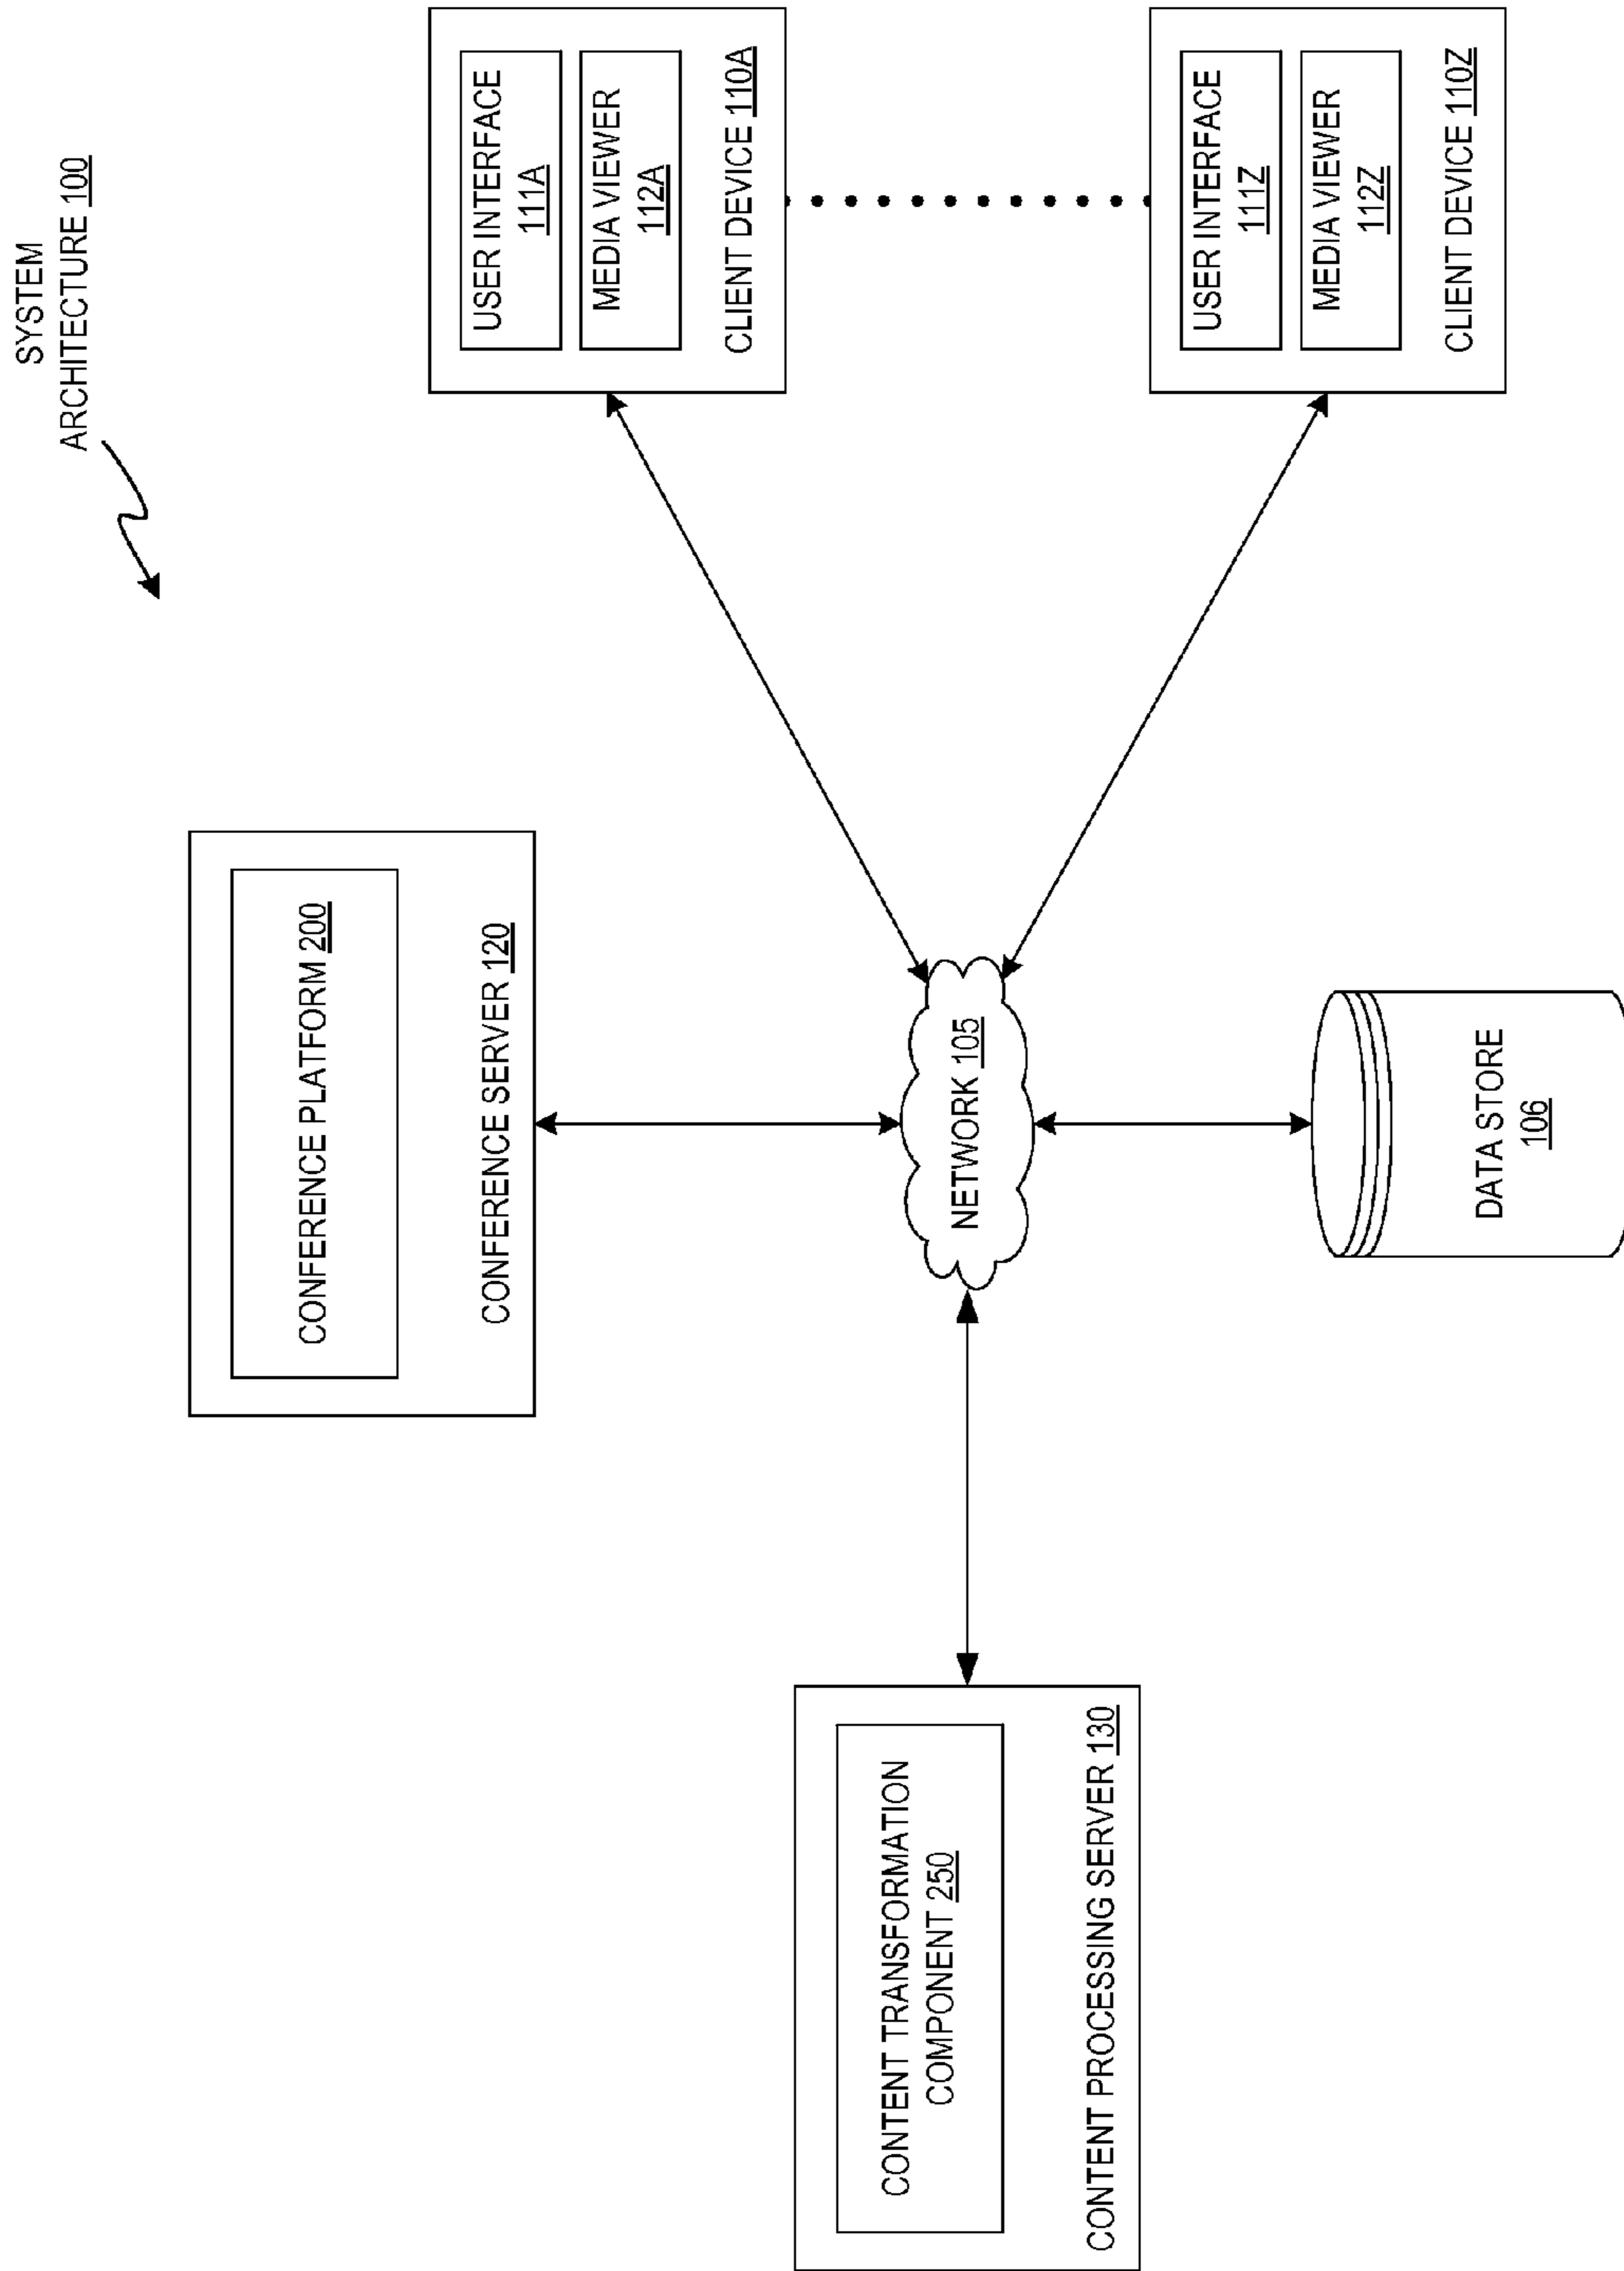 SYSTEM
ARCHITECTURE 100
CONFERENCE PLATFORM 200
CONFERENCE SERVER 120
USER INTERFACE
111A
MEDIA VIEWER
112A
CLIENT DEVICE 110A
CONTENT TRANSFORMATION
COMPONENT 250
CONTENT PROCESSING SERVER 130
NETWORK 105
USER INTERFACE
111Z
MEDIA VIEWER
112Z
CLIENT DEVICE 110Z
DATA STORE
106